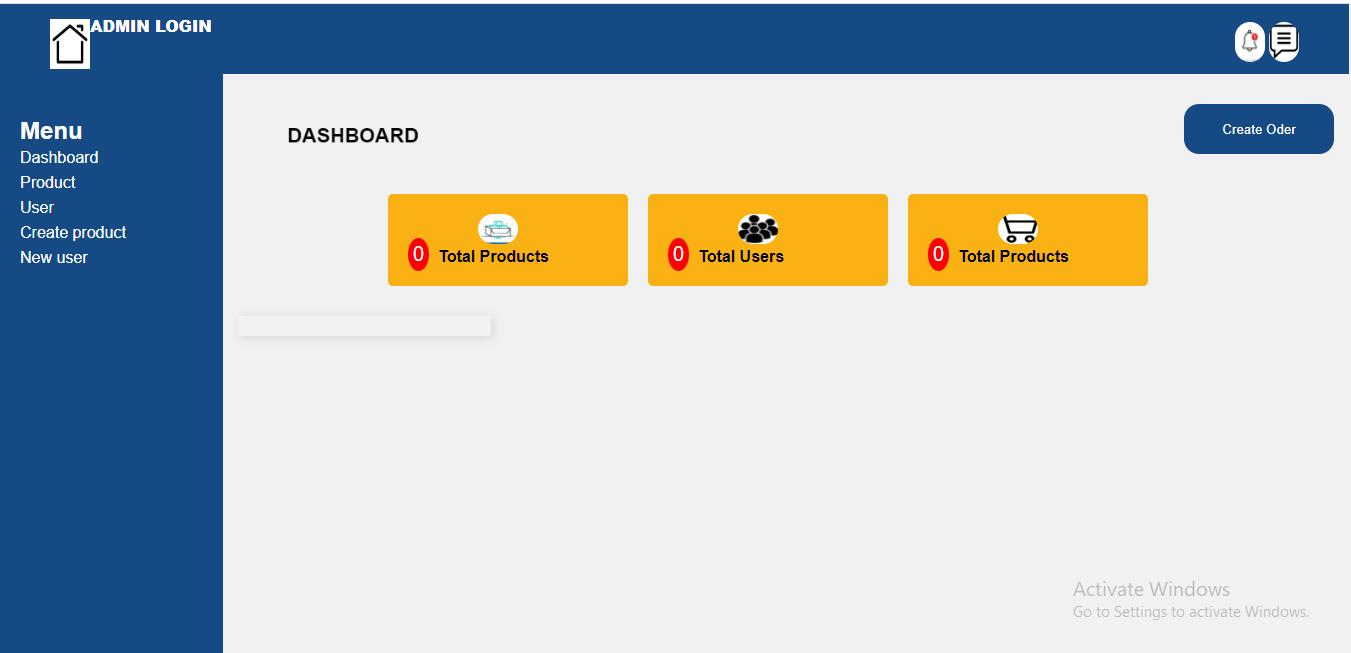 ADMIN LOGIN
Menu
Dashboard
Product
User
Create product
New user
DASHBOARD
Create Oder
0 Total Products
0 Total Users
0 Total Products
Activate Windows
Go to Settings to activate Windows.